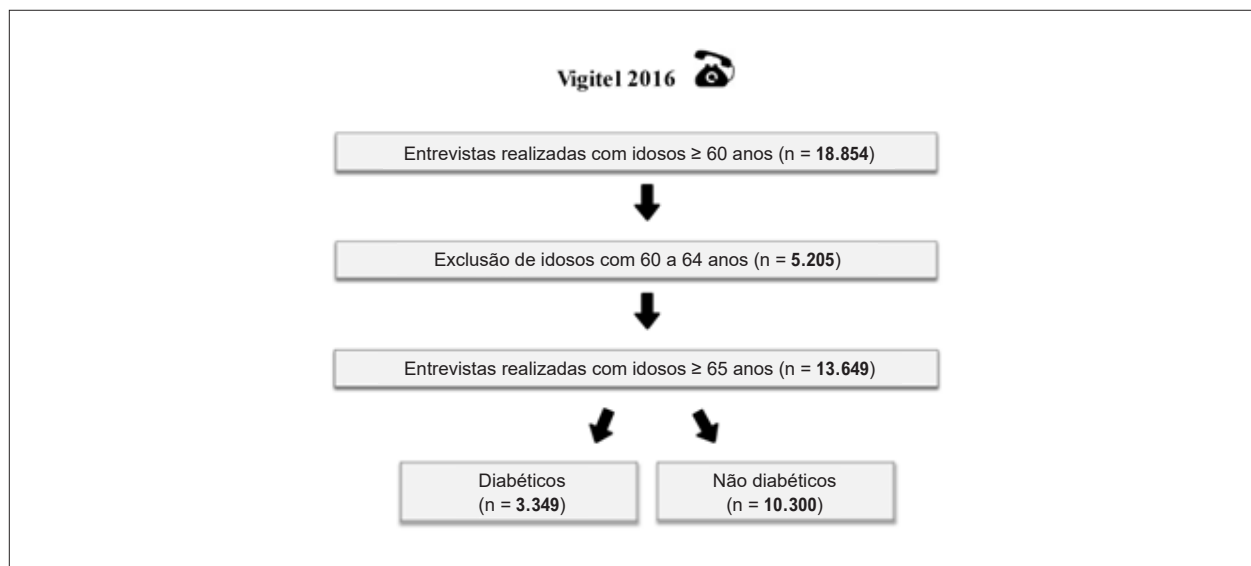 Vigitel 2016
Entrevistas realizadas com idosos ≥ 60 anos (n = 18.854)
Exclusão de idosos com 60 a 64 anos (n = 5.205)
Entrevistas realizadas com idosos ≥ 65 anos (n = 13.649)
Diabéticos
(n = 3.349)
Não diabéticos
(n = 10.300)